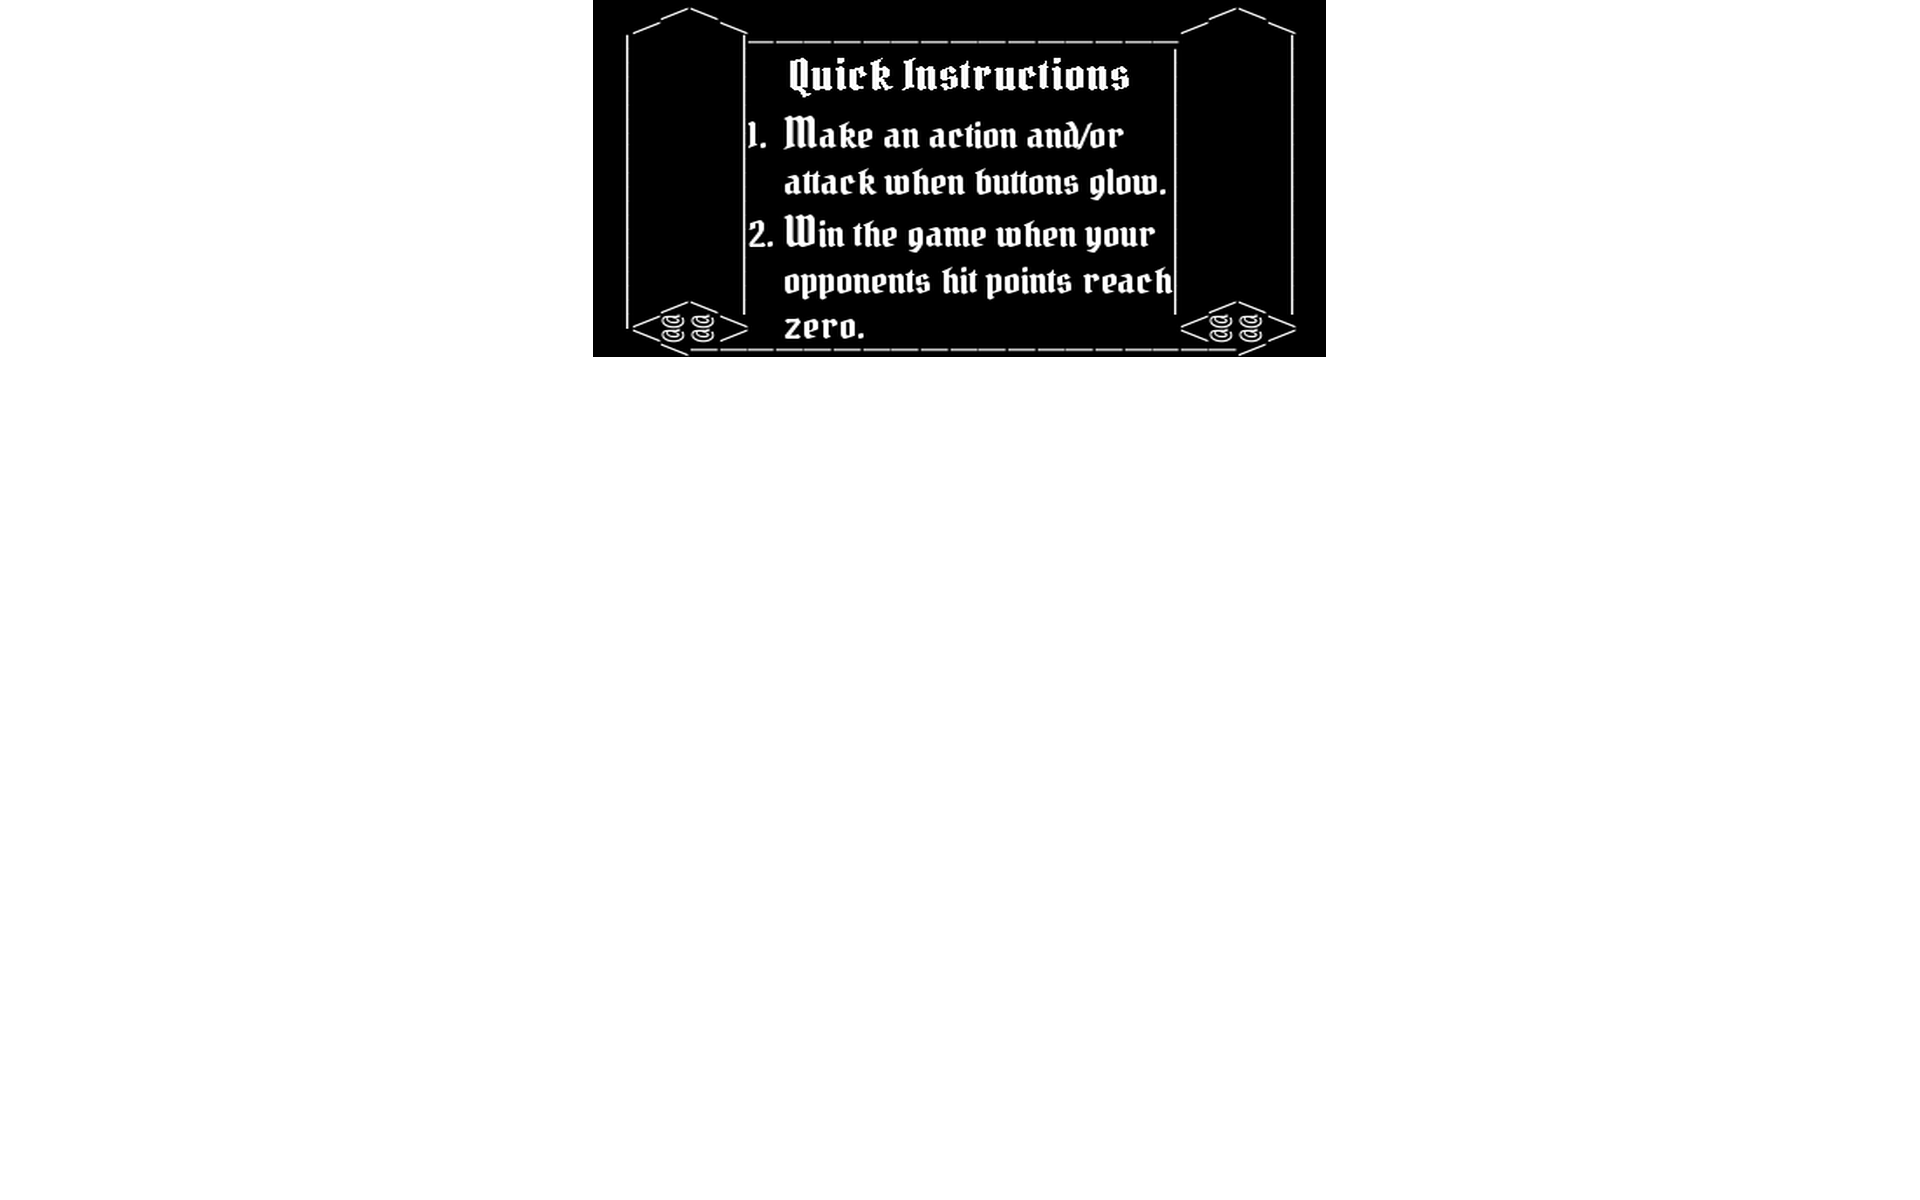 Quick Instructions
1. Make an action and/or
attack when buttons glow.
2. Win the game when your
opponents hit points reach
zero.
@@ @@
@@ @@